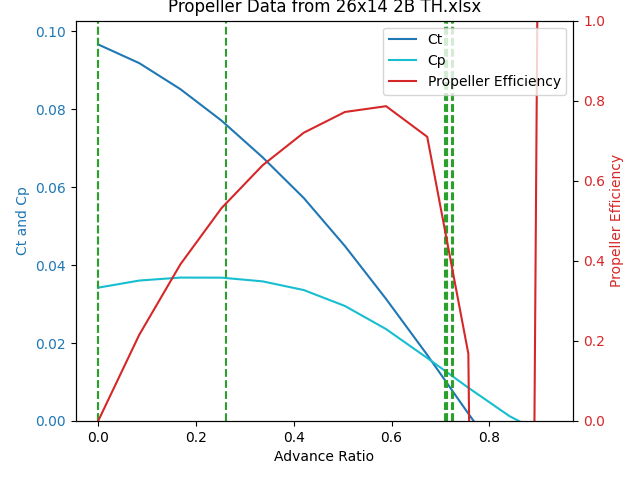 Propeller Data from 26x14 2B TH.xlsx
Ct
Cp
Propeller Efficiency
0.10
0.08
0.06
0.04
0.02
0.00
Ct and Cp
1.0
0.8
0.6
0.4
0.2
0.0
Propeller Efficiency
0.0 0.2 0.4 0.6 0.8
Advance Ratio